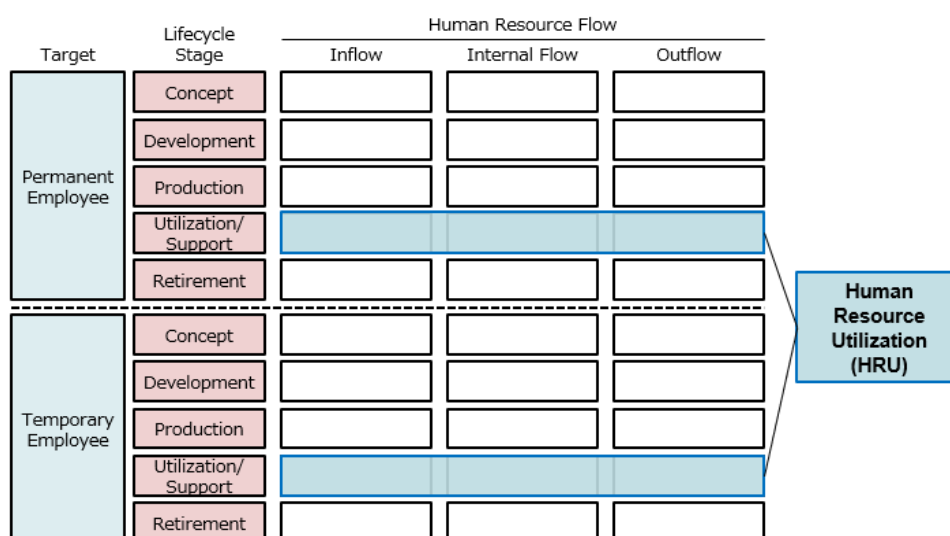 Human Resource Flow
Lifecycle
Target Stage Inflow Internal Flow Outflow
Concept
Development
Permanent
Employee
Production
Utilization/
Support
Retirement
Human
Resource
Utilization
(HRU)
Concept
Development
Temporary
Employee
Production
Utilization/
Support
Retirement